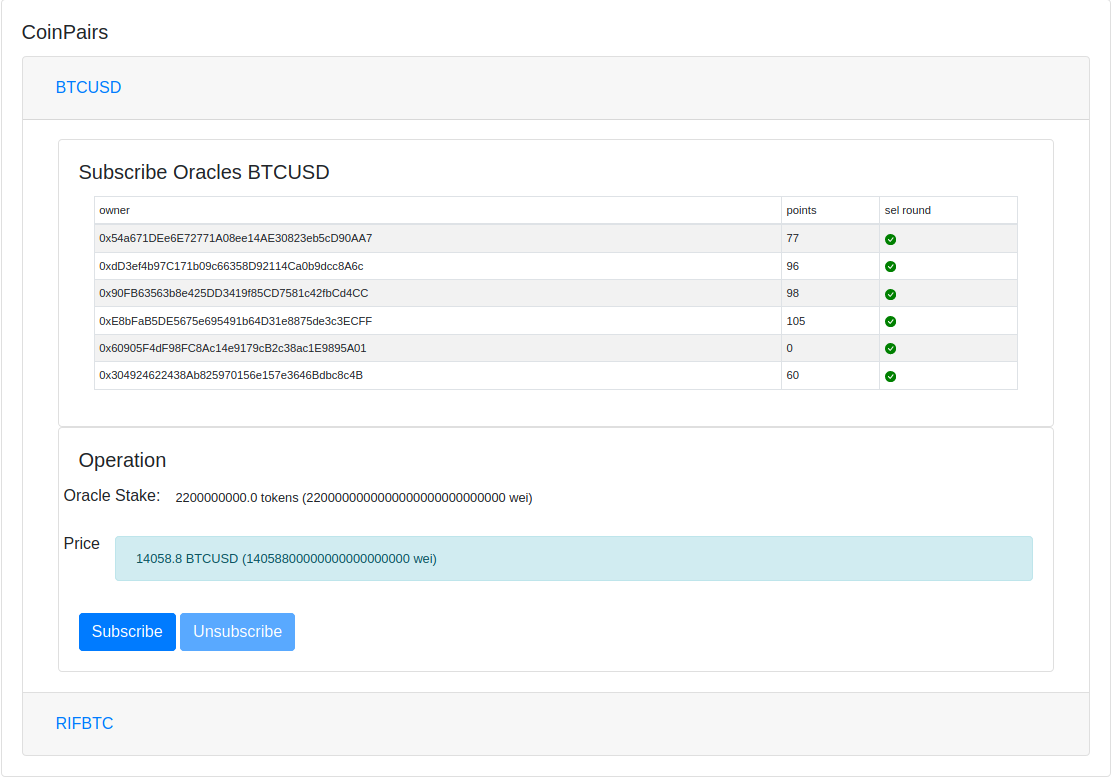 CoinPairs
BTCUSD
Subscribe Oracles BTCUSD
owner points sel round
0x54a671DEe6E72771A08ee14AE30823eb5cD90AA7 77
0xdD3ef4b97C171b09c66358D92114Ca0b9dcc8A6c 96
0x90FB63563b8e425DD3419f85CD7581c42fbCd4CC 98
0xE8bFaB5DE5675e695491b64D31e8875de3c3ECFF 105
0x60905F4dF98FC8Ac14e9179cB2c38ac1E9895A01 0
0x304924622438Ab825970156e157e3646Bdbc8c4B 60
Operation
Oracle Stake: 2200000000.0 tokens (2200000000000000000000000000 wei)
Price 14058.8 BTCUSD (14058800000000000000000 wei)
Subscribe Unsubscribe
RIFBTC